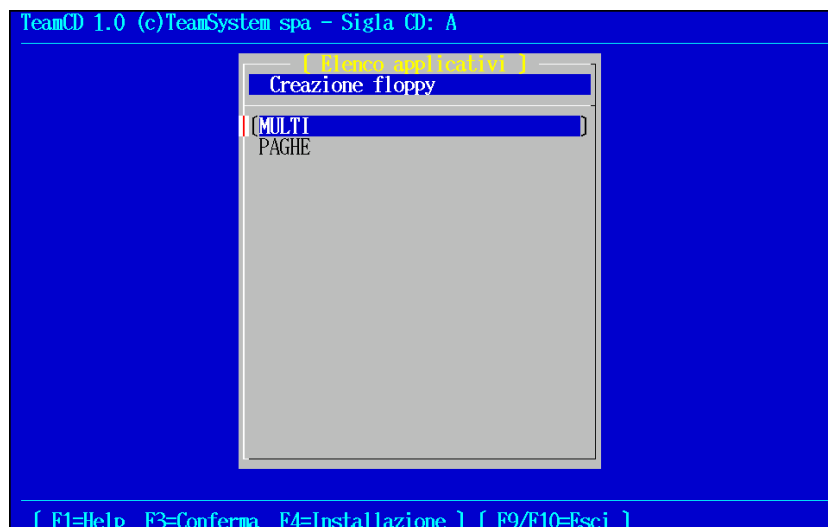 TeamCD 1.0 (c)TeamSystem spa - Sigla CD: A
[ Elenco applicativi ]
Creazione floppy
[MULTI ]
PAGHE
[ F1=Help F3=Conferma F4=Installazione ] [ F9/F10=Esci ]